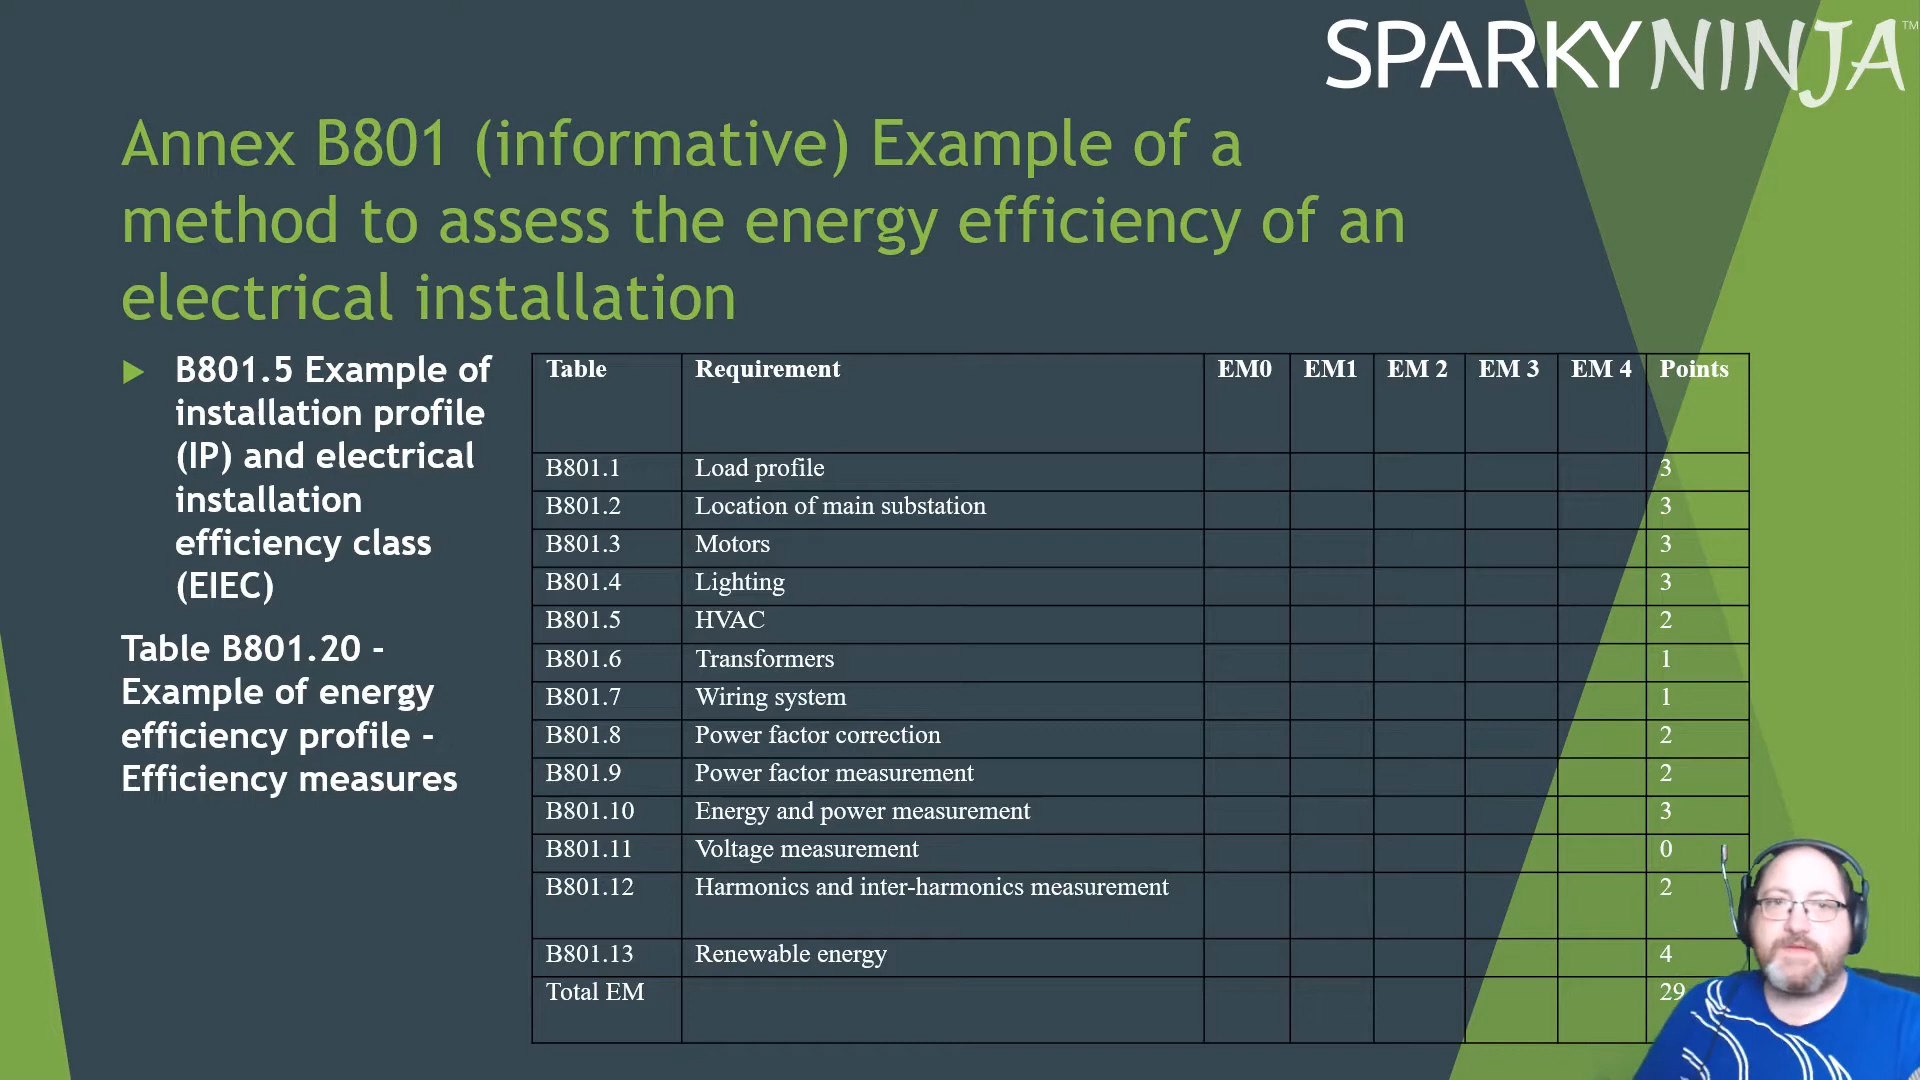 SPARKYNINJA™
Annex B801 (informative) Example of a
method to assess the energy efficiency of an
electrical installation
B801.5 Example of
installation profile
(IP) and electrical
installation
efficiency class
(EIEC)
Table B801.20 -
Example of energy
efficiency profile -
Efficiency measures
Table Requirement EM0 EM1 EM 2 EM 3 EM 4 Points
B801.1 Load profile 3
B801.2 Location of main substation 3
B801.3 Motors 3
B801.4 Lighting 3
B801.5 HVAC 2
B801.6 Transformers 1
B801.7 Wiring system 1
B801.8 Power factor correction 2
B801.9 Power factor measurement 2
B801.10 Energy and power measurement 3
B801.11 Voltage measurement 0
B801.12 Harmonics and inter-harmonics measurement 2
B801.13 Renewable energy 4
Total EM 29